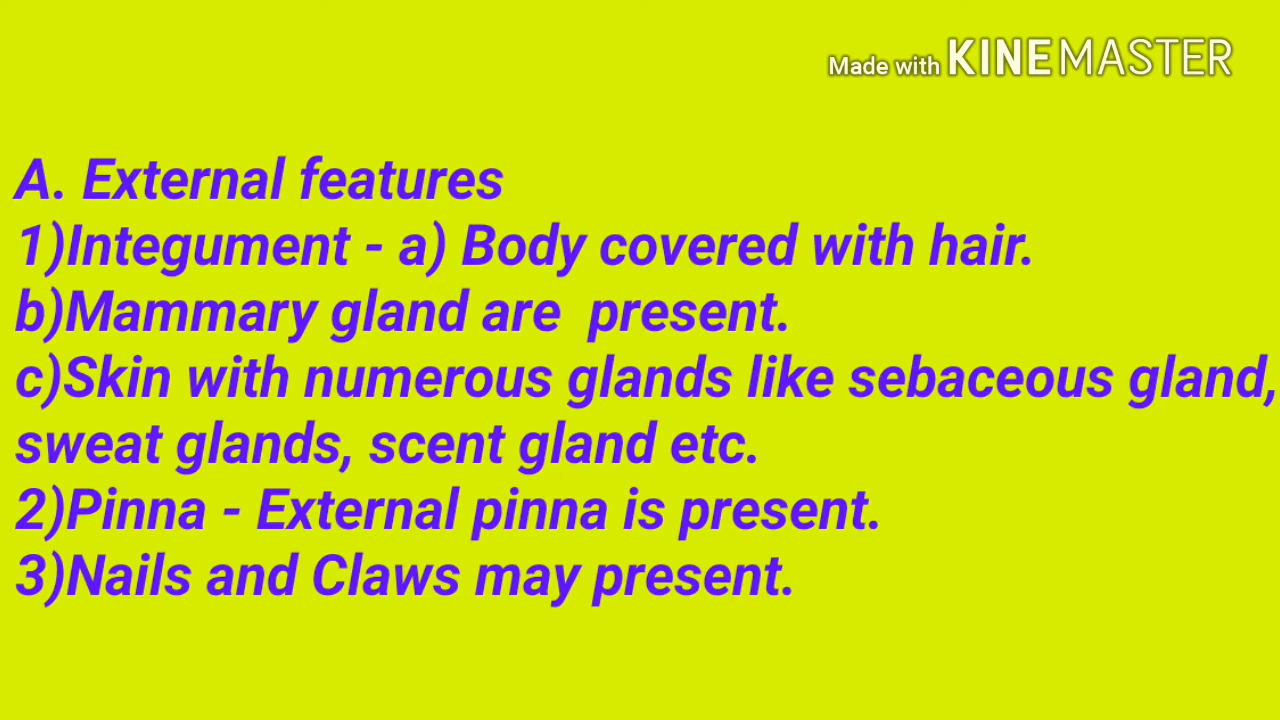 Made with KINEMASTER
A. External features
1)Integument - a) Body covered with hair.
b)Mammary gland are  present.
c)Skin with numerous glands like sebaceous gland,
sweat glands, scent gland etc.
2)Pinna - External pinna is present.
3)Nails and Claws may present.